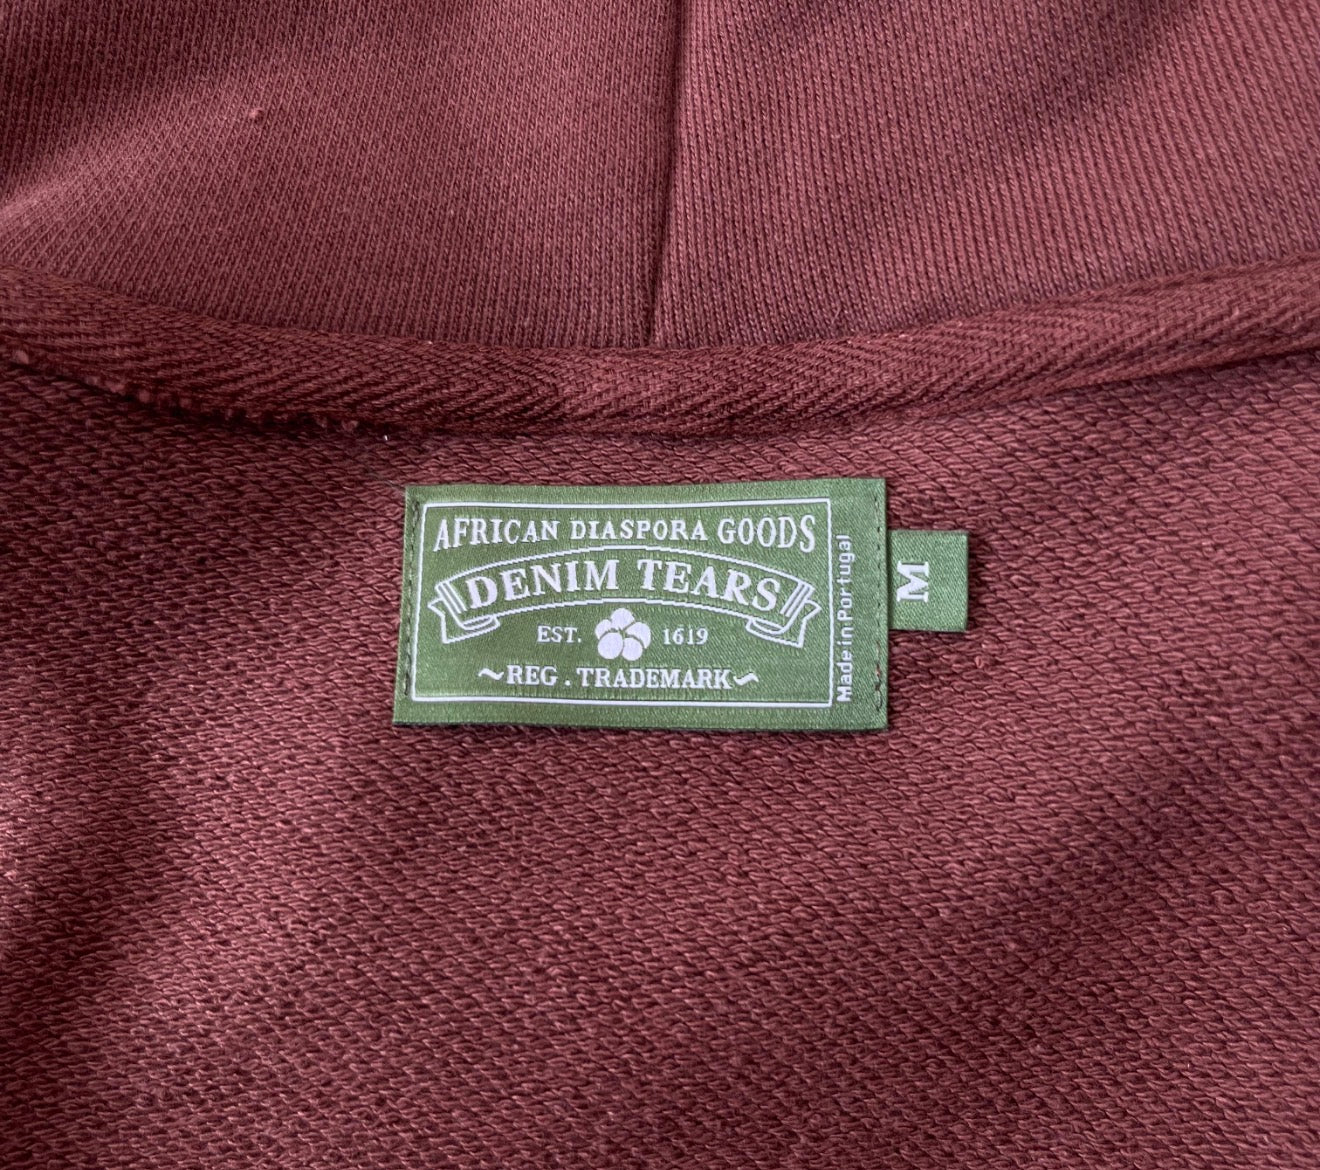 AFRICAN DIASPORA GOODS
DENIM TEARS
EST. 1619
~REG . TRADEMARK~
Made in Portugal
M